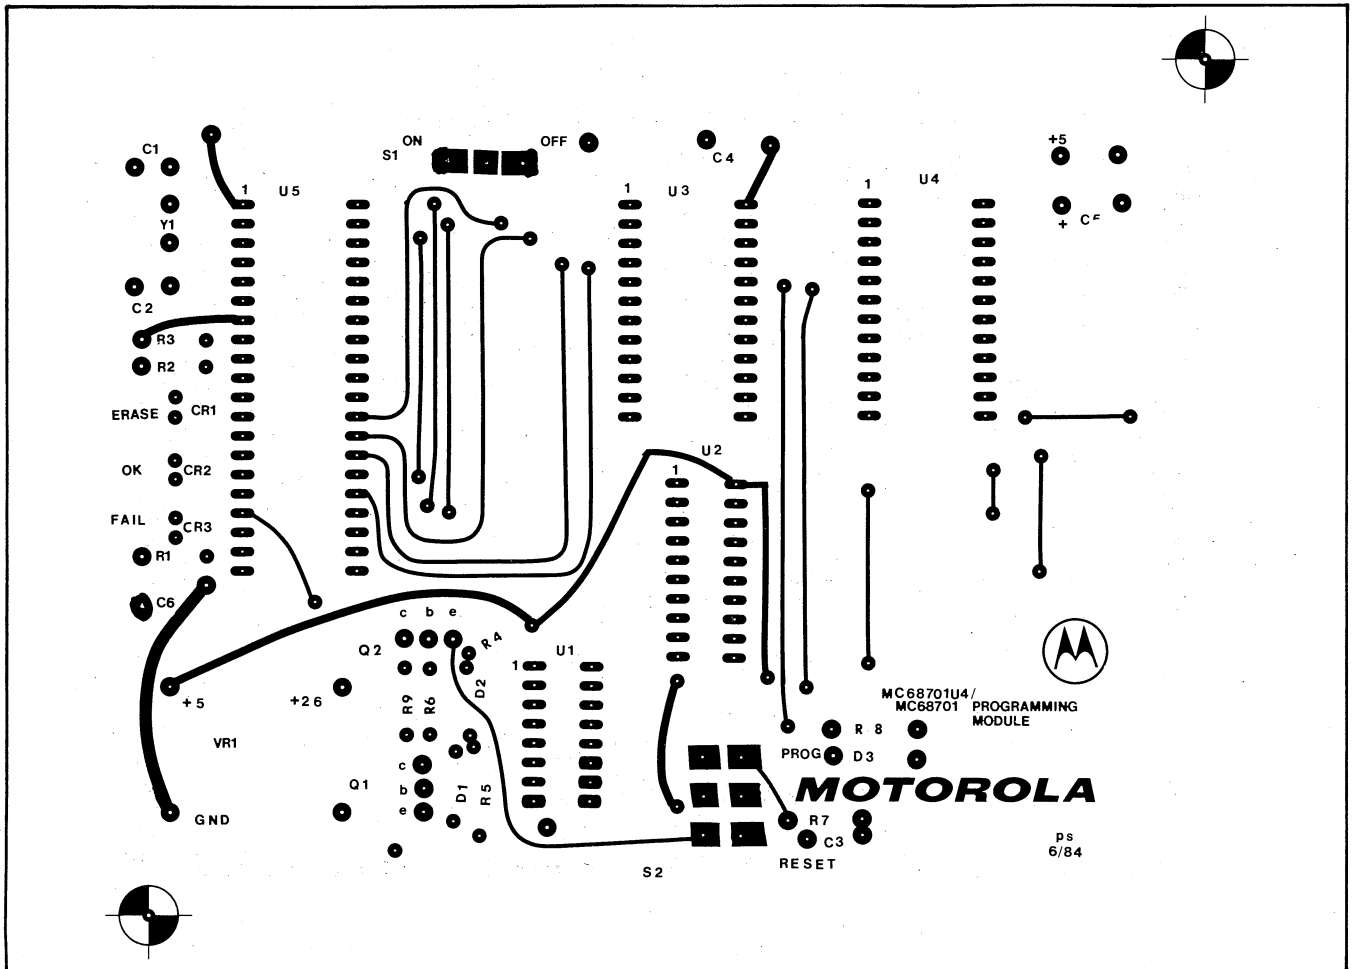 ON
OFF
S1
C1
C4
+5
1
U5
1
U3
1
U4
Y1
+
C2
R3
R2
ERASE
CR1
OK
CR2
FAIL
CR3
R1
C6
U2
1
c b e
Q2
R4
U1
1
D2
+5
+26
R9
R6
VR1
MC68701U4/
MC68701 PROGRAMMING
MODULE
R 8
PROG
D3
c
Q1
b
e
D1
R5
MOTOROLA
GND
R7
C3
RESET
ps
6/84
S2